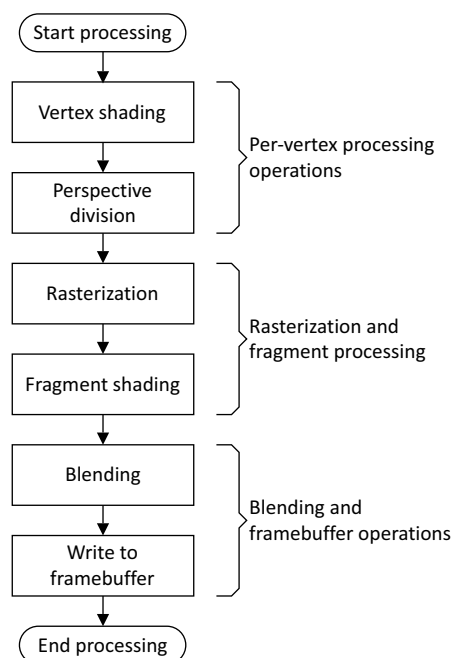 Start processing
Vertex shading
Per-vertex processing
operations
Perspective
division
Rasterization
Rasterization and
fragment processing
Fragment shading
Blending
Blending and
framebuffer operations
Write to
framebuffer
End processing